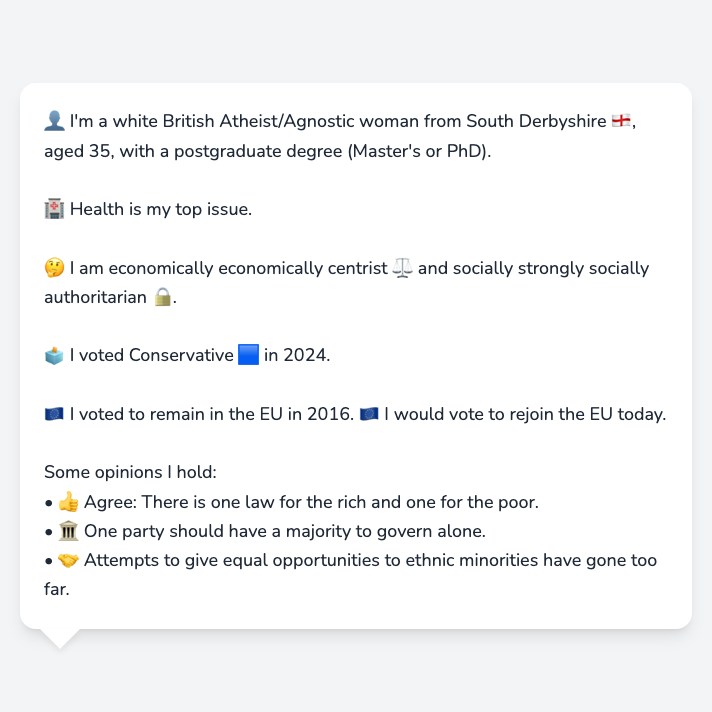 👤 I'm a white British Atheist/Agnostic woman from South Derbyshire 🏴󠁧󠁢󠁥󠁮󠁧󠁿,
aged 35, with a postgraduate degree (Master's or PhD).
🏥 Health is my top issue.
🤔 I am economically economically centrist ⚖️ and socially strongly socially
authoritarian 🔒.
🗳️ I voted Conservative 🟦 in 2024.
🇪🇺 I voted to remain in the EU in 2016. 🇪🇺 I would vote to rejoin the EU today.
Some opinions I hold:
• 👍 Agree: There is one law for the rich and one for the poor.
• 🏛️ One party should have a majority to govern alone.
• 🤝 Attempts to give equal opportunities to ethnic minorities have gone too
far.